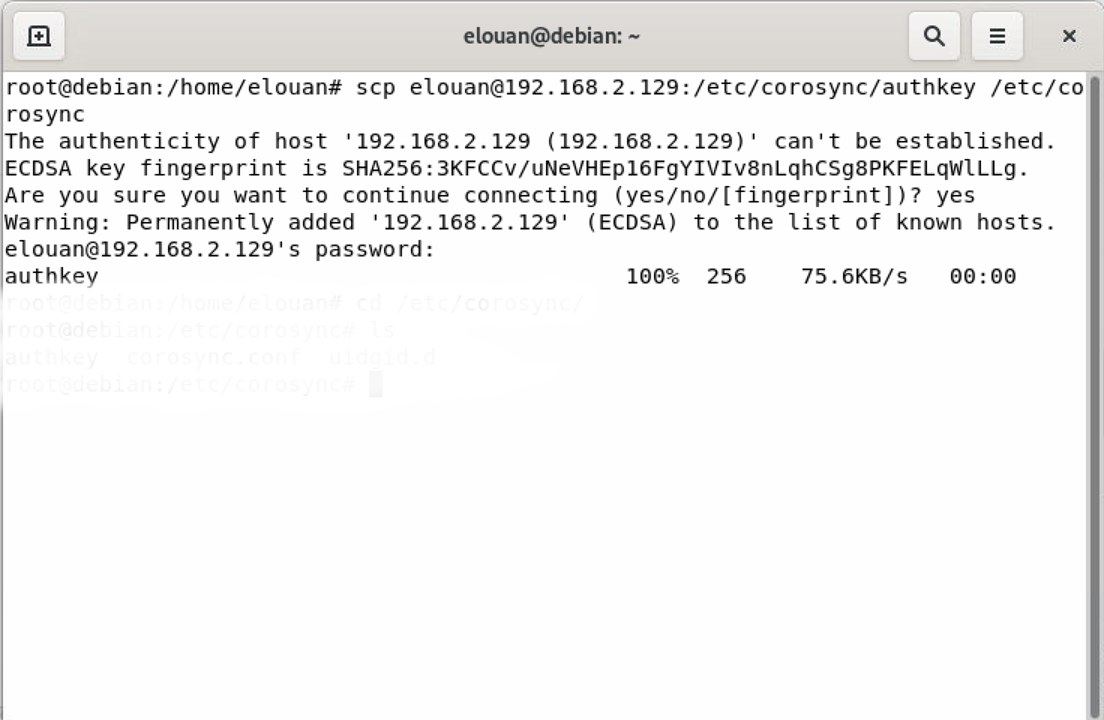 elouan@debian: ~
root@debian:/home/elouan# scp elouan@192.168.2.129:/etc/corosync/authkey /etc/co
rosync
The authenticity of host '192.168.2.129 (192.168.2.129)' can't be established.
ECDSA key fingerprint is SHA256:3KFCCv/uNeVHEp16FgYIVIv8nLqhCSg8PKFELqWlLLg.
Are you sure you want to continue connecting (yes/no/[fingerprint])? yes
Warning: Permanently added '192.168.2.129' (ECDSA) to the list of known hosts.
elouan@192.168.2.129's password:
authkey 100% 256 75.6KB/s 00:00
root@debian:/home/elouan# cd /etc/corosync/
root@debian:/etc/corosync# ls
authkey corosync.conf uidgid.d
root@debian:/etc/corosync#